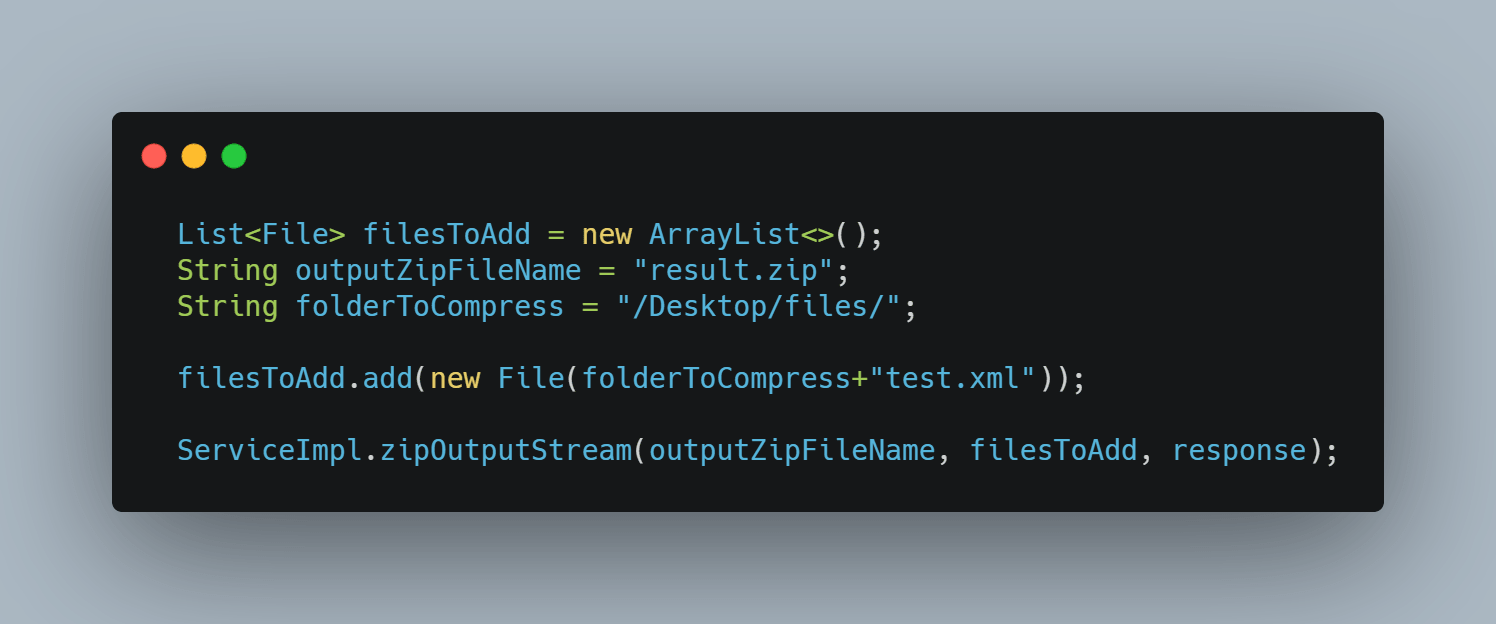 List<File> filesToAdd = new ArrayList<>();
String outputZipFileName = "result.zip";
String folderToCompress = "/Desktop/files/";
filesToAdd.add(new File(folderToCompress+"test.xml"));
ServiceImpl.zipOutputStream(outputZipFileName, filesToAdd, response);